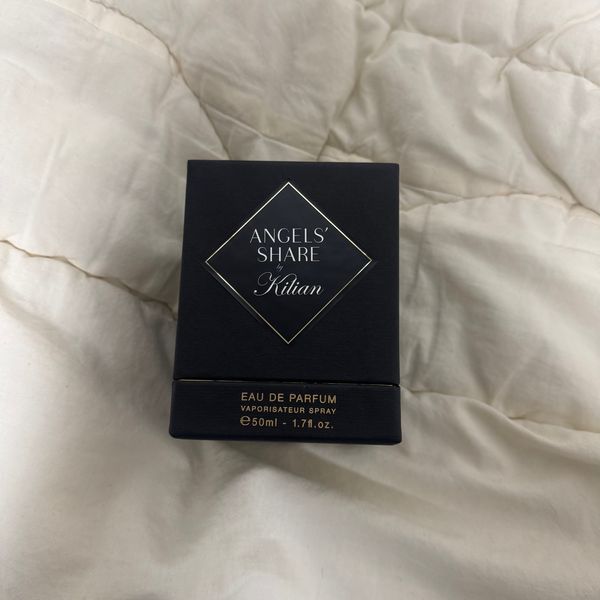 ANGELS'
SHARE
by
Kilian
EAU DE PARFUM
VAPORISATEUR SPRAY
℮50ml - 1.7fl.oz.